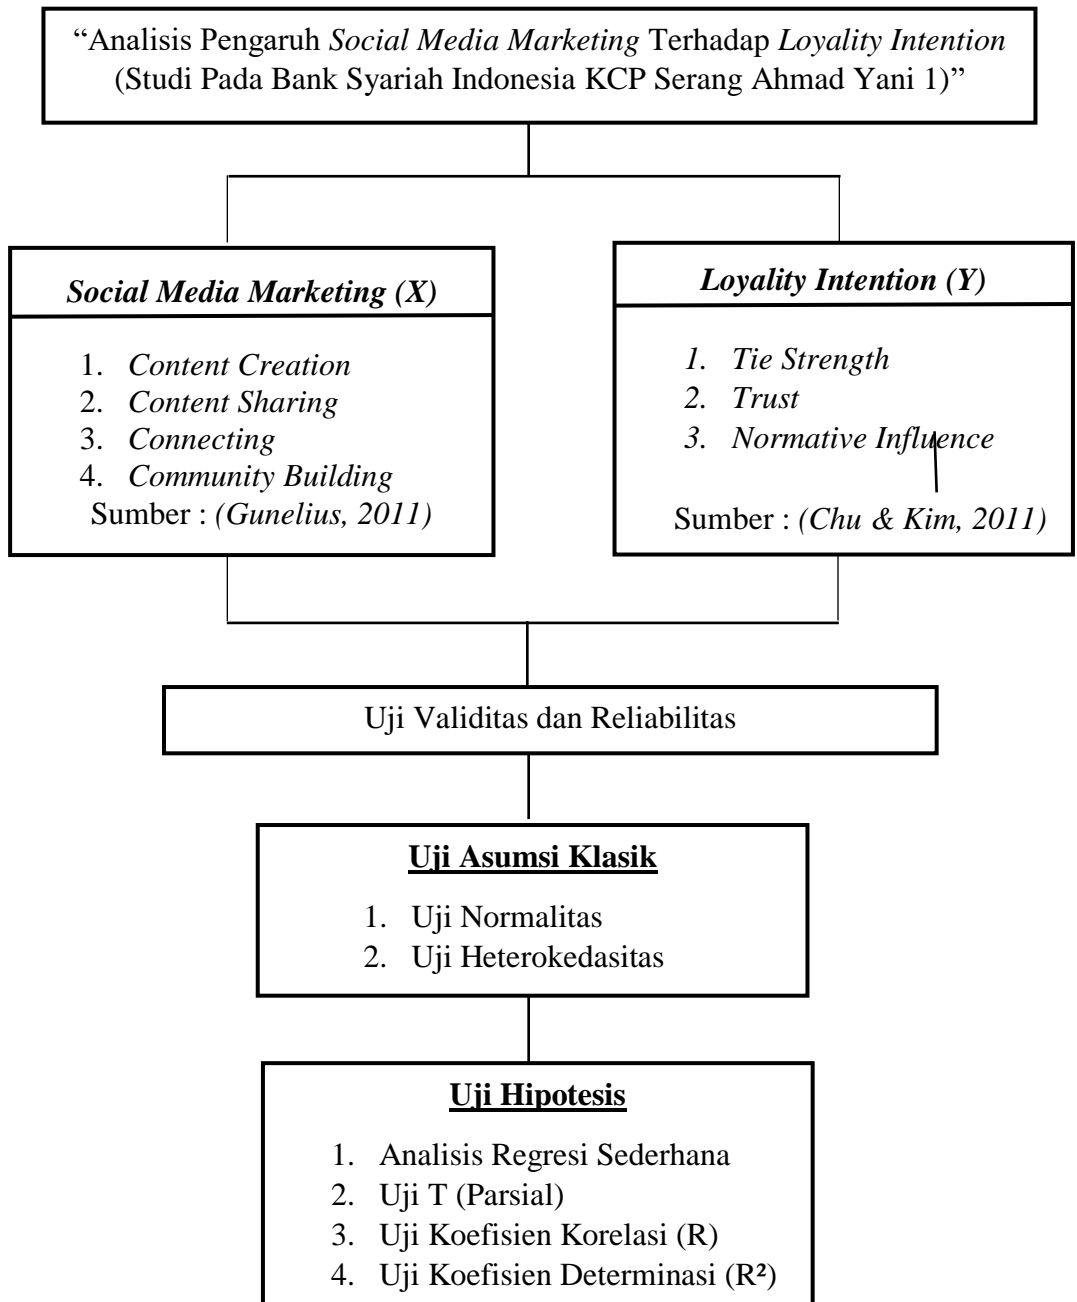 “Analisis Pengaruh Social Media Marketing Terhadap Loyality Intention
(Studi Pada Bank Syariah Indonesia KCP Serang Ahmad Yani 1)”
Social Media Marketing (X)
1. Content Creation
2. Content Sharing
3. Connecting
4. Community Building
Sumber : (Gunelius, 2011)
Loyality Intention (Y)
1. Tie Strength
2. Trust
3. Normative Influence
Sumber : (Chu & Kim, 2011)
Uji Validitas dan Reliabilitas
Uji Asumsi Klasik
1. Uji Normalitas
2. Uji Heterokedasitas
Uji Hipotesis
1. Analisis Regresi Sederhana
2. Uji T (Parsial)
3. Uji Koefisien Korelasi (R)
4. Uji Koefisien Determinasi (R²)